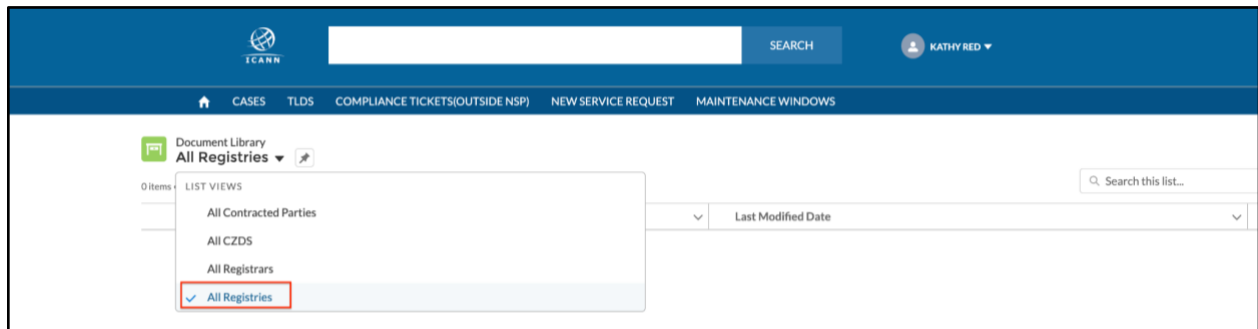 ICANN
SEARCH
KATHY RED
CASES TLDS COMPLIANCE TICKETS(OUTSIDE NSP) NEW SERVICE REQUEST MAINTENANCE WINDOWS
Document Library
All Registries
0 items
Search this list...
LIST VIEWS
Last Modified Date
All Contracted Parties
All CZDS
All Registrars
All Registries